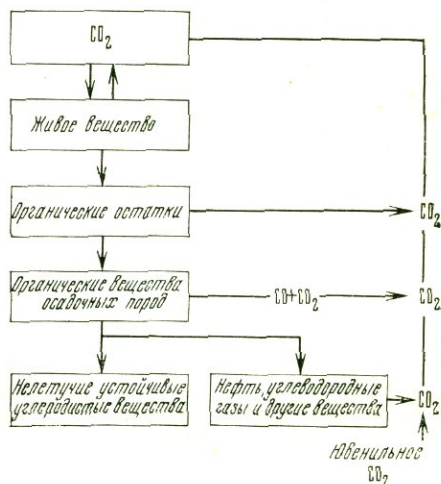 CO2
Живое вещество
Органические остатки
CO2
Органические вещества
осадочных пород
CO+CO2
CO2
Нелетучие устойчивые
углеродистые вещества
Нефть, углеводородные
газы и другие вещества
CO2
Ювенильное
CO2